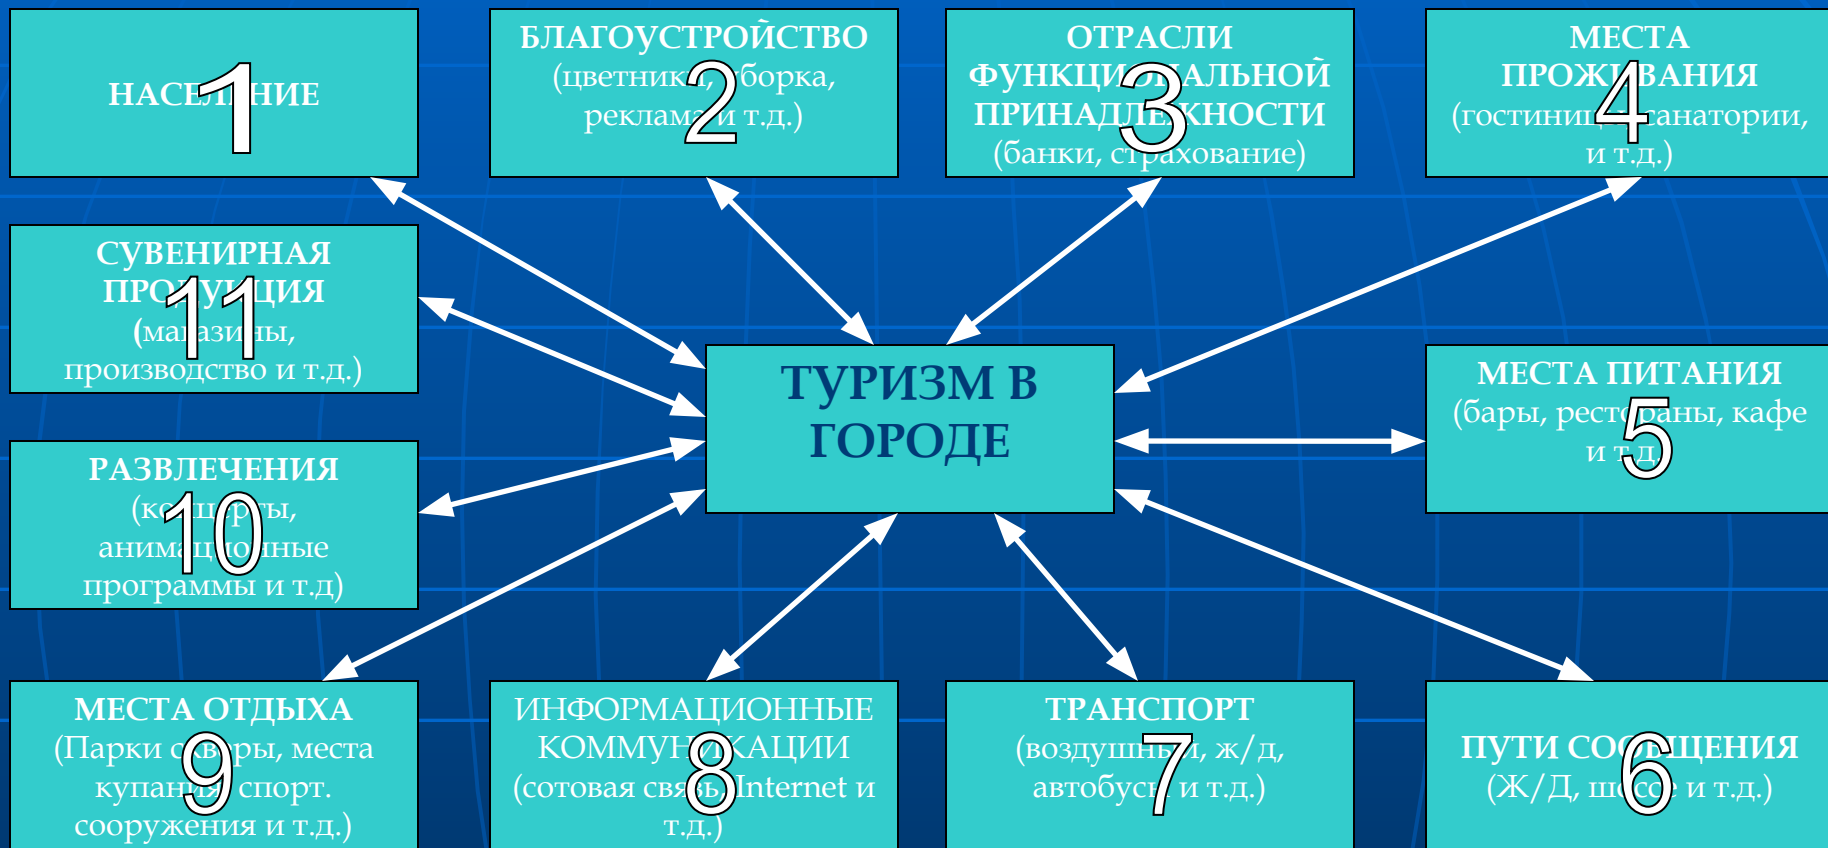 НАСЕЛЕНИЕ
1
БЛАГОУСТРОЙСТВО
(цветники, уборка,
реклама и т.д.)
2
ОТРАСЛИ
ФУНКЦИОНАЛЬНОЙ
ПРИНАДЛЕЖНОСТИ
(банки, страхование)
3
МЕСТА
ПРОЖИВАНИЯ
(гостиницы, санатории,
и т.д.)
4
СУВЕНИРНАЯ
ПРОДУКЦИЯ
(магазины,
производство и т.д.)
11
ТУРИЗМ В
ГОРОДЕ
МЕСТА ПИТАНИЯ
(бары, рестораны, кафе
и т.д.
5
РАЗВЛЕЧЕНИЯ
(концерты,
анимационные
программы и т.д)
10
МЕСТА ОТДЫХА
(Парки скверы, места
купания, спорт.
сооружения и т.д.)
9
ИНФОРМАЦИОННЫЕ
КОММУНИКАЦИИ
(сотовая связь, Internet и
т.д.)
8
ТРАНСПОРТ
(воздушный, ж/д,
автобусы и т.д.)
7
ПУТИ СООБЩЕНИЯ
(Ж/Д, шоссе и т.д.)
6